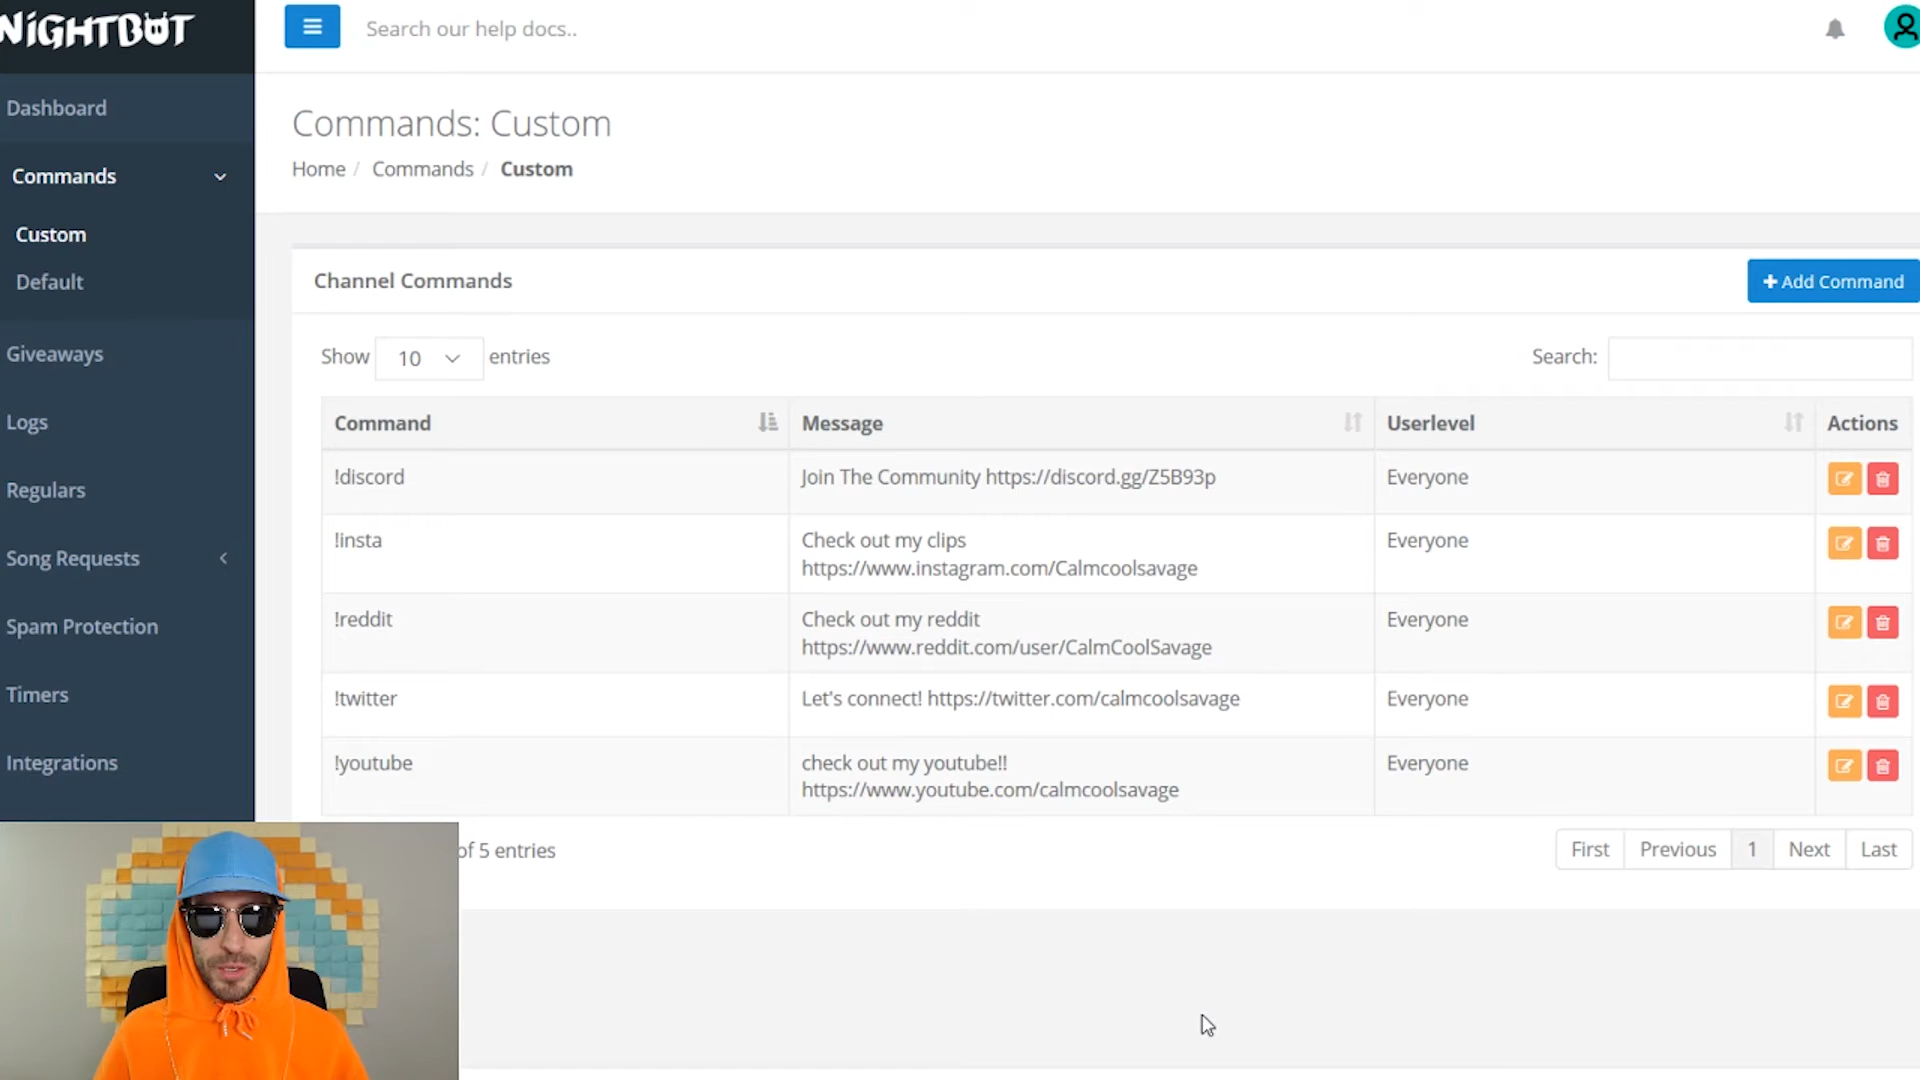 NiGHTBOT
Search our help docs..
Dashboard
Commands
Custom
Default
Giveaways
Logs
Regulars
Song Requests
Spam Protection
Timers
Integrations
Commands: Custom
Home / Commands / Custom
Channel Commands
+ Add Command
Show 10 entries
Search:
Command Message Userlevel Actions
!discord Join The Community https://discord.gg/Z5B93p Everyone
!insta Check out my clips Everyone
https://www.instagram.com/Calmcoolsavage
!reddit Check out my reddit Everyone
https://www.reddit.com/user/CalmCoolSavage
!twitter Let's connect! https://twitter.com/calmcoolsavage Everyone
!youtube check out my youtube!! Everyone
https://www.youtube.com/calmcoolsavage
of 5 entries
First Previous 1 Next Last